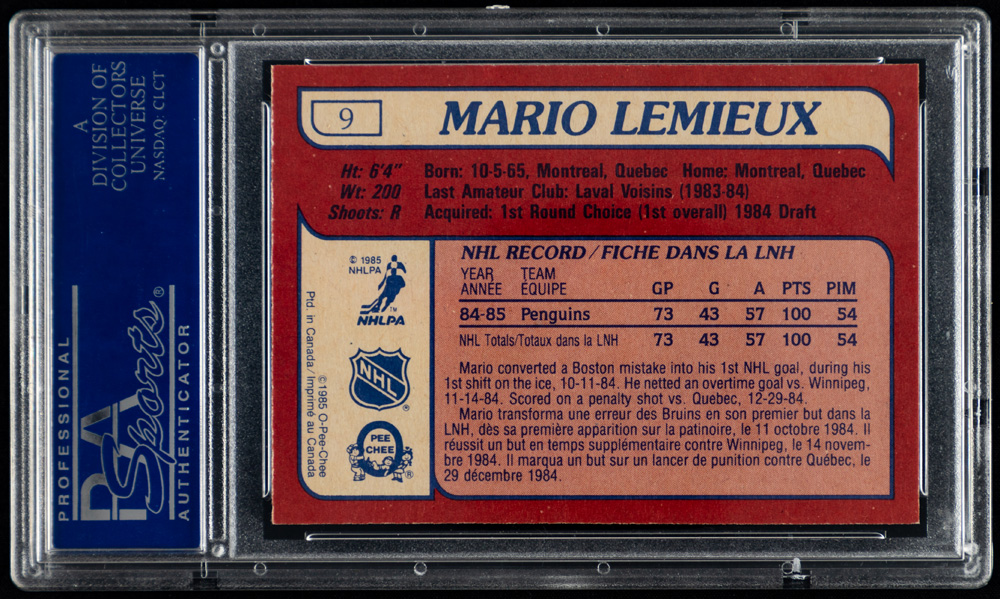 A
DIVISION OF
COLLECTORS
UNIVERSE
NASDAQ: CLCT
PROFESSIONAL
PSA Sports®
AUTHENTICATOR
9
MARIO LEMIEUX
Ht: 6'4" Born: 10-5-65, Montreal, Quebec Home: Montreal, Quebec
Wt: 200 Last Amateur Club: Laval Voisins (1983-84)
Shoots: R Acquired: 1st Round Choice (1st overall) 1984 Draft
© 1985
NHLPA
TM
NHLPA
NHL
®
O
PEE
CHEE
®
Ptd. in Canada/Imprimé au Canada
©1985 O-Pee-Chee
NHL RECORD/FICHE DANS LA LNH
YEAR TEAM
ANNÉE ÉQUIPE GP G A PTS PIM
84-85 Penguins 73 43 57 100 54
NHL Totals/Totaux dans la LNH 73 43 57 100 54
Mario converted a Boston mistake into his 1st NHL goal, during his
1st shift on the ice, 10-11-84. He netted an overtime goal vs. Winnipeg,
11-14-84. Scored on a penalty shot vs. Quebec, 12-29-84.
Mario transforma une erreur des Bruins en son premier but dans la
LNH, dès sa première apparition sur la patinoire, le 11 octobre 1984. Il
réussit un but en temps supplémentaire contre Winnipeg, le 14 novem-
bre 1984. Il marqua un but sur un lancer de punition contre Québec, le
29 décembre 1984.